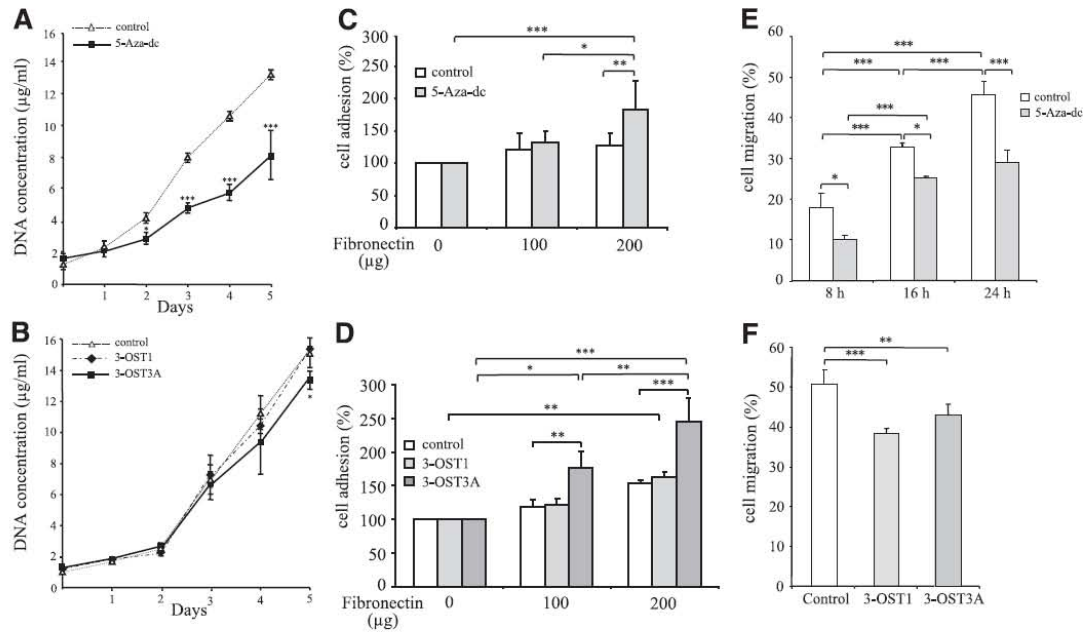 A
control
5-Aza-dc
DNA concentration (µg/ml)
16
14
12
10
8
6
4
2
0
***
***
***
*
1 2 3 4 5
Days
B
control
3-OST1
3-OST3A
DNA concentration (µg/ml)
16
14
12
10
8
6
4
2
0
*
1 2 3 4 5
Days
C
cell adhesion (%)
300
250
200
150
100
50
0
***
*
**
control
5-Aza-dc
Fibronectin
(µg)
0 100 200
D
cell adhesion (%)
300
250
200
150
100
50
0
***
* **
***
**
**
control
3-OST1
3-OST3A
Fibronectin
(µg)
0 100 200
E
cell migration (%)
60
50
40
30
20
10
0
***
*** *** ***
***
*** *
*
control
5-Aza-dc
8 h 16 h 24 h
F
cell migration (%)
60
50
40
30
20
10
0
**
***
Control 3-OST1 3-OST3A